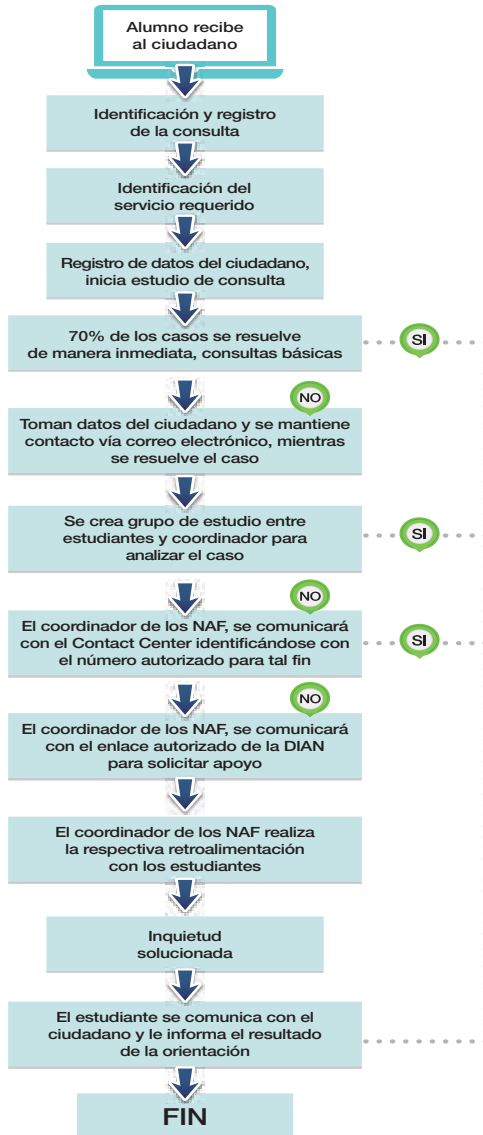 Alumno recibe
al ciudadano
Identificación y registro
de la consulta
Identificación del
servicio requerido
Registro de datos del ciudadano,
inicia estudio de consulta
70% de los casos se resuelve
de manera inmediata, consultas básicas
SI
NO
Toman datos del ciudadano y se mantiene
contacto vía correo electrónico, mientras
se resuelve el caso
Se crea grupo de estudio entre
estudiantes y coordinador para
analizar el caso
SI
NO
El coordinador de los NAF, se comunicará
con el Contact Center identificándose con
el número autorizado para tal fin
SI
NO
El coordinador de los NAF, se comunicará
con el enlace autorizado de la DIAN
para solicitar apoyo
El coordinador de los NAF realiza
la respectiva retroalimentación
con los estudiantes
Inquietud
solucionada
El estudiante se comunica con el
ciudadano y le informa el resultado
de la orientación
FIN